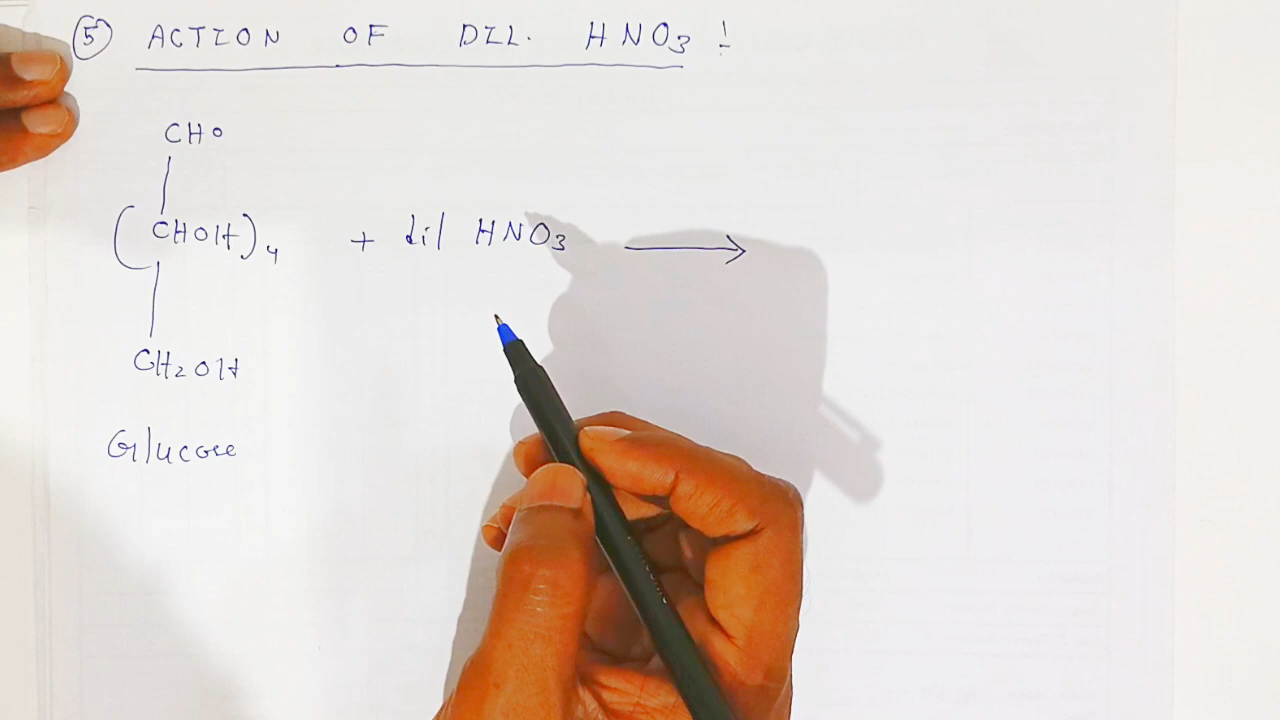 ⑤ ACTION OF DIL. HNO3 !
CHO
(CHOH)4 + dil HNO3 ⟶
CH2OH
Glucose